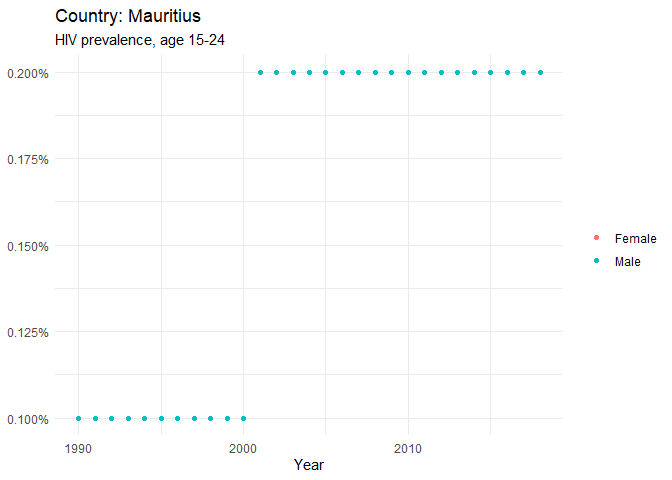 Country: Mauritius
HIV prevalence, age 15-24
0.200%
0.175%
0.150%
0.125%
0.100%
1990 2000 2010
Year
Female
Male